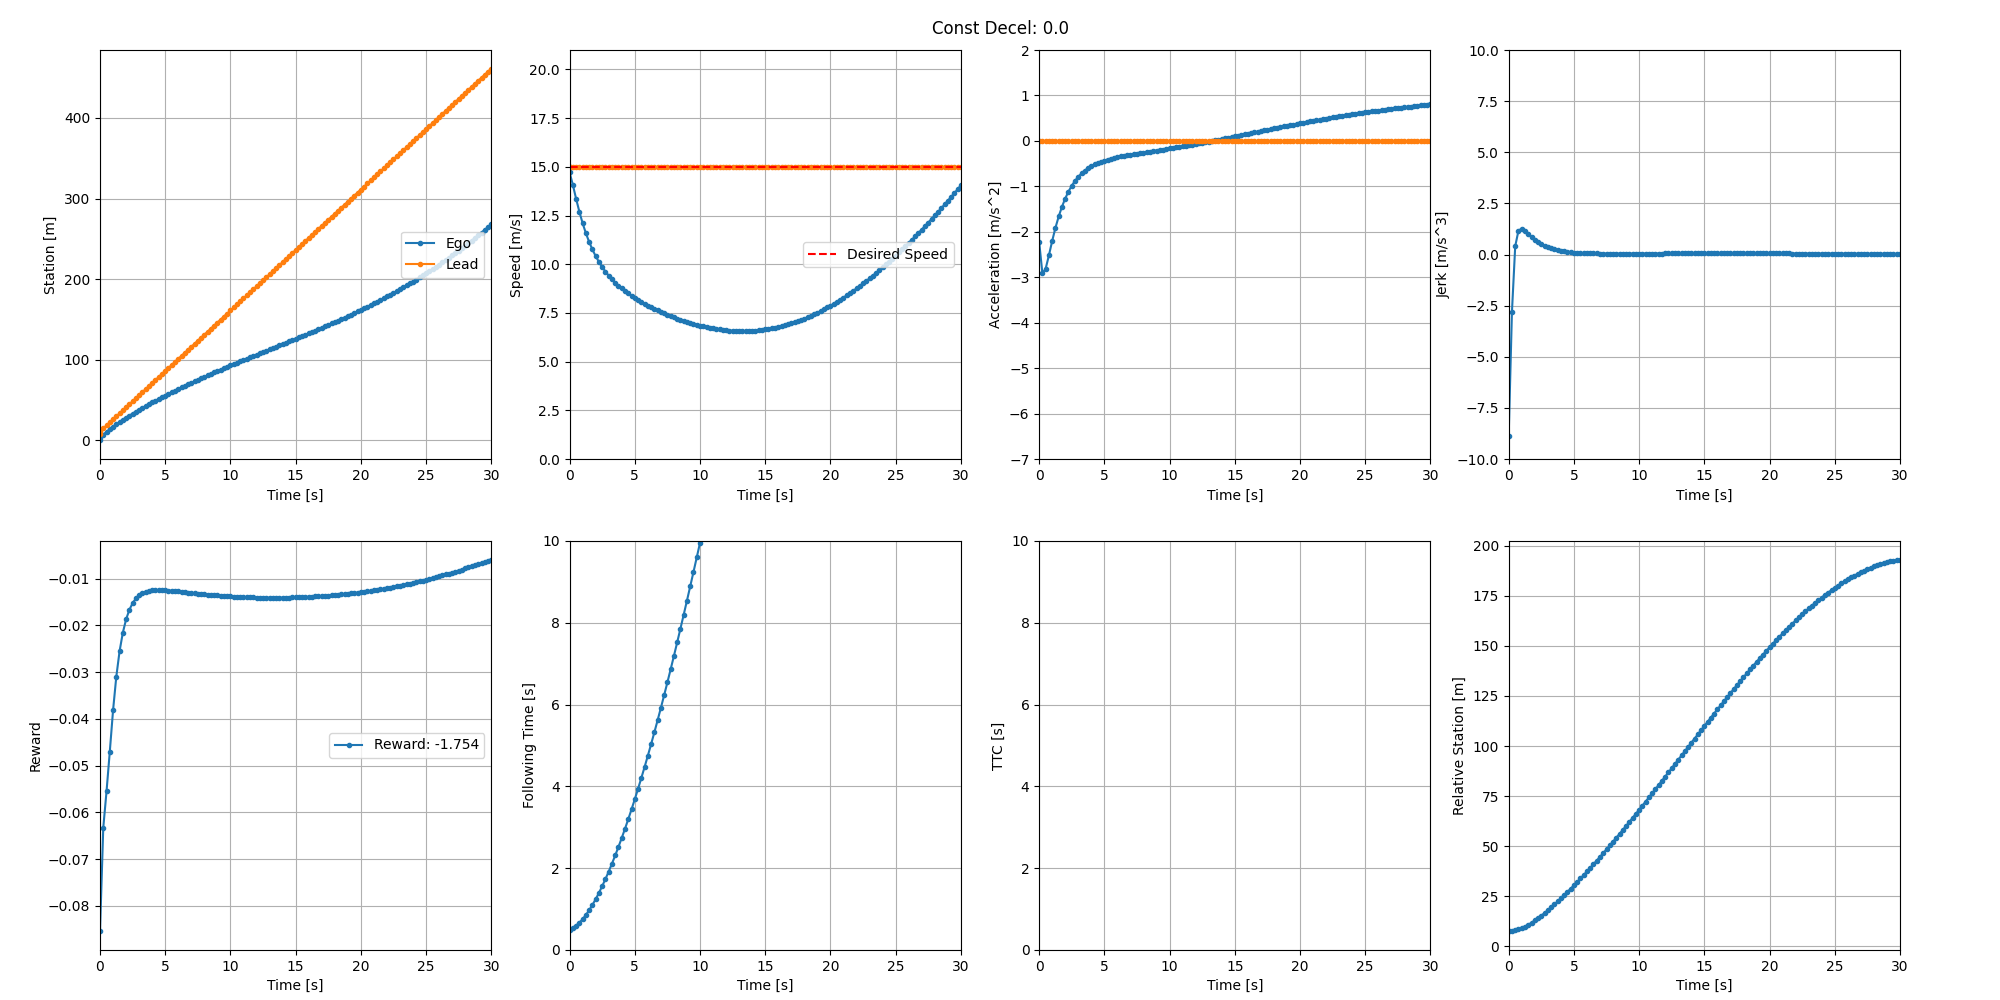 Const Decel: 0.0
400
300
200
100
0
Station [m]
Ego
Lead
0 5 10 15 20 25 30
Time [s]
20.0
17.5
15.0
12.5
10.0
7.5
5.0
2.5
0.0
Speed [m/s]
Desired Speed
0 5 10 15 20 25 30
Time [s]
2
1
0
−1
−2
−3
−4
−5
−6
−7
Acceleration [m/s^2]
0 5 10 15 20 25 30
Time [s]
10.0
7.5
5.0
2.5
0.0
−2.5
−5.0
−7.5
−10.0
Jerk [m/s^3]
0 5 10 15 20 25 30
Time [s]
−0.01
−0.02
−0.03
−0.04
−0.05
−0.06
−0.07
−0.08
Reward
Reward: -1.754
0 5 10 15 20 25 30
Time [s]
10
8
6
4
2
0
Following Time [s]
0 5 10 15 20 25 30
Time [s]
10
8
6
4
2
0
TTC [s]
0 5 10 15 20 25 30
Time [s]
200
175
150
125
100
75
50
25
0
Relative Station [m]
0 5 10 15 20 25 30
Time [s]